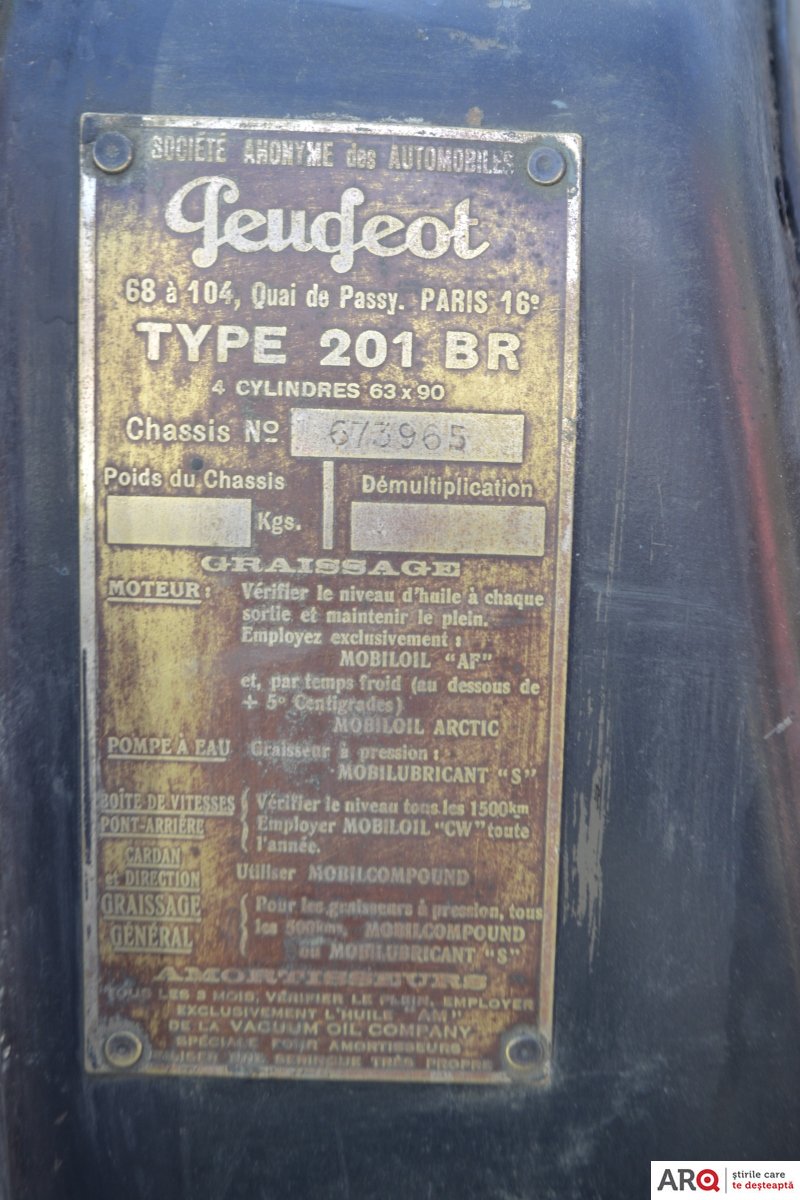 SOCIÉTÉ ANONYME des AUTOMOBILES
Peugeot
68 à 104, Quai de Passy. PARIS 16e
TYPE 201 BR
4 CYLINDRES 63 x 90
Chassis No 673965
Poids du Chassis
Démultiplication
Kgs.
GRAISSAGE
MOTEUR: Vérifier le niveau d'huile à chaque
sortie et maintenir le plein.
Employez exclusivement :
MOBILOIL "AF"
et, par temps froid (au dessous de
+ 5° Centigrades)
MOBILOIL ARCTIC
POMPE À EAU Graisseur à pression :
MOBILUBRICANT "S"
BOÎTE DE VITESSES Vérifier le niveau tous les 1500km
PONT-ARRIÈRE Employer MOBILOIL "CW" toute
l'année.
CARDAN
et DIRECTION Utiliser MOBILCOMPOUND
GRAISSAGE Pour les graisseurs à pression, tous
les 500km, MOBILCOMPOUND
GÉNÉRAL ou MOBILUBRICANT "S"
AMORTISSEURS
TOUS LES 3 MOIS, VÉRIFIER LE PLEIN, EMPLOYER
EXCLUSIVEMENT L'HUILE "AM"
DE LA VACUUM OIL COMPANY
SPÉCIALE POUR AMORTISSEURS
UNE SERINGUE TRÈS PROPRE
ARQ știrile care
te deșteaptă